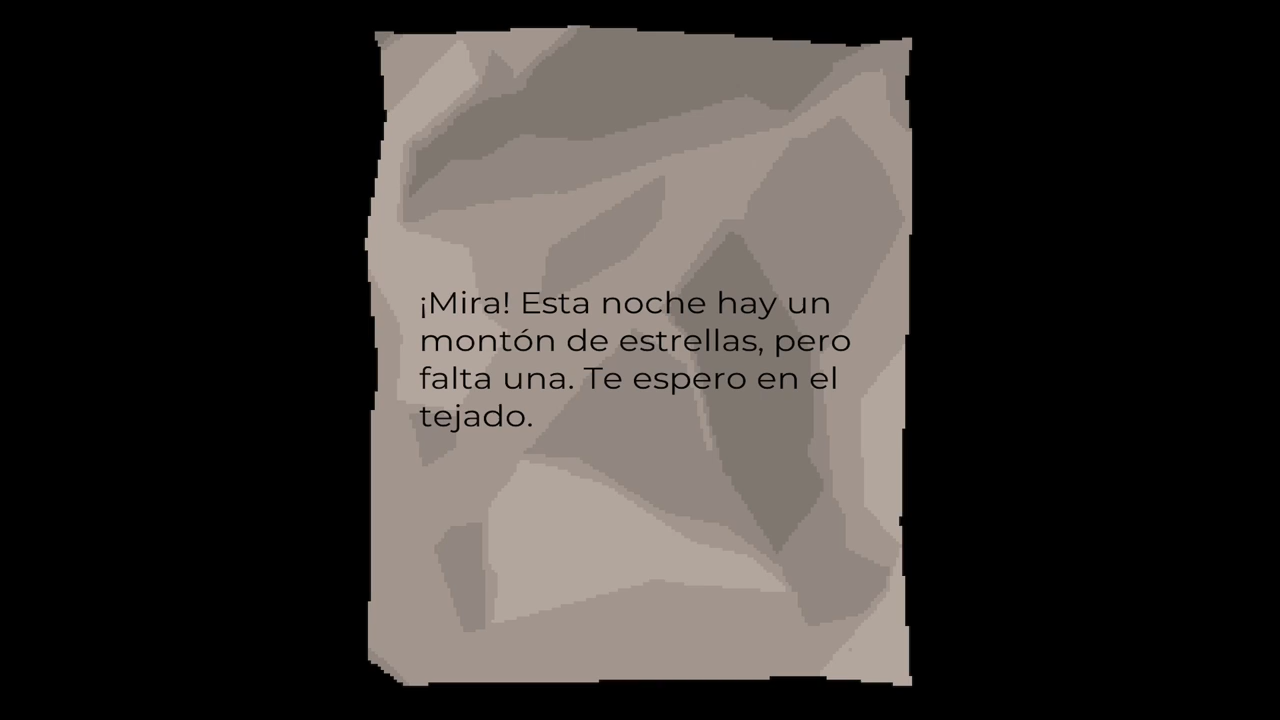 ¡Mira! Esta noche hay un
montón de estrellas, pero
falta una. Te espero en el
tejado.